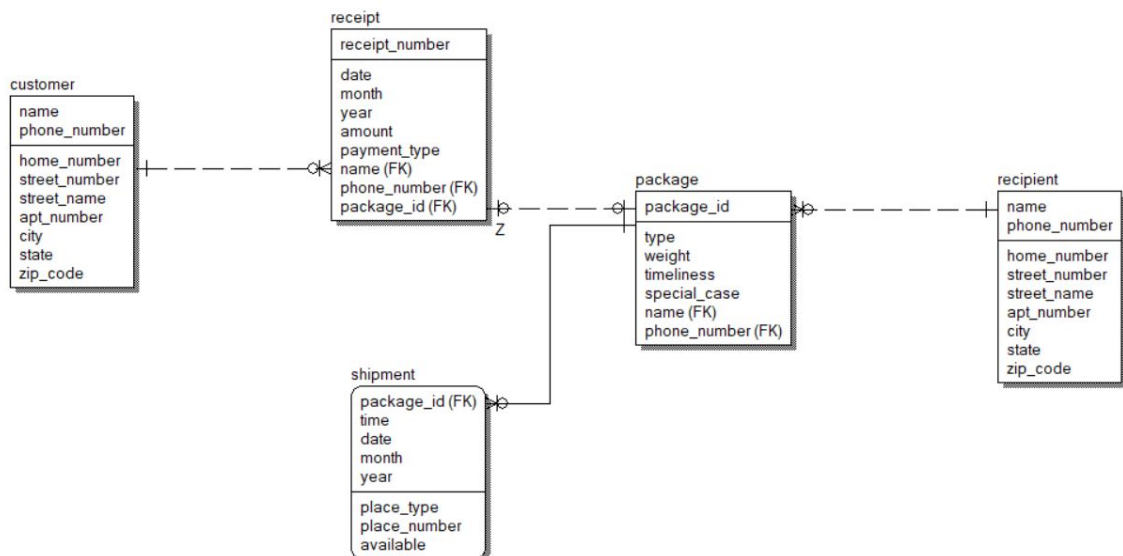 receipt
receipt_number
date
month
year
amount
payment_type
name (FK)
phone_number (FK)
package_id (FK)
customer
name
phone_number
home_number
street_number
street_name
apt_number
city
state
zip_code
Z
package
package_id
type
weight
timeliness
special_case
name (FK)
phone_number (FK)
recipient
name
phone_number
home_number
street_number
street_name
apt_number
city
state
zip_code
shipment
package_id (FK)
time
date
month
year
place_type
place_number
available